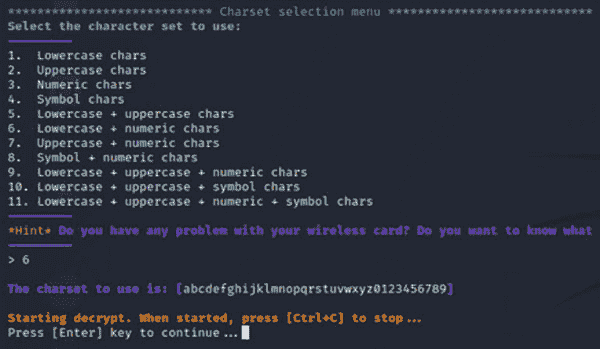 *************************** Charset selection menu ****************************
Select the character set to use:
---------
1.  Lowercase chars
2.  Uppercase chars
3.  Numeric chars
4.  Symbol chars
5.  Lowercase + uppercase chars
6.  Lowercase + numeric chars
7.  Uppercase + numeric chars
8.  Symbol + numeric chars
9.  Lowercase + uppercase + numeric chars
10. Lowercase + uppercase + symbol chars
11. Lowercase + uppercase + numeric + symbol chars
---------
*Hint* Do you have any problem with your wireless card? Do you want to know what
---------
> 6
The charset to use is: [abcdefghijklmnopqrstuvwxyz0123456789]
Starting decrypt. When started, press [Ctrl+C] to stop...
Press [Enter] key to continue...